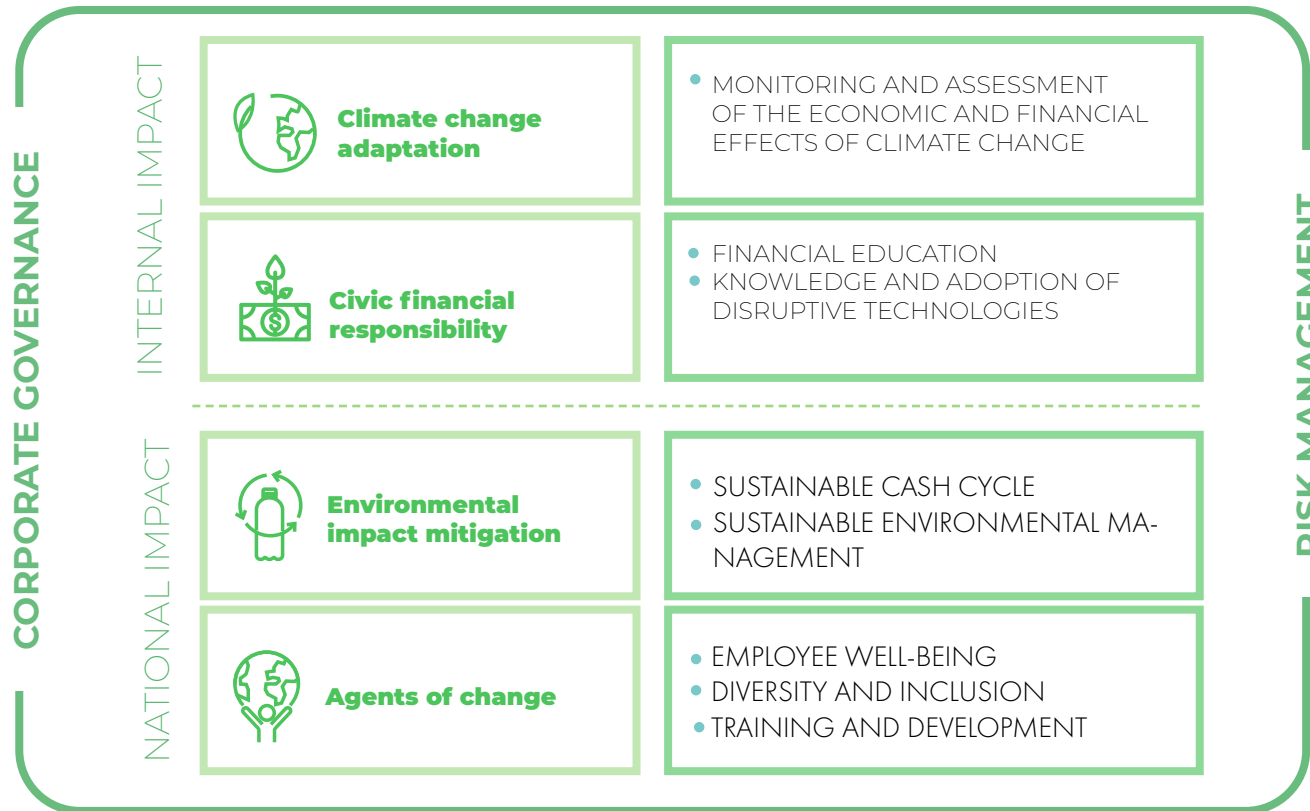 CORPORATE GOVERNANCE
INTERNAL IMPACT
Climate change
adaptation
MONITORING AND ASSESSMENT
OF THE ECONOMIC AND FINANCIAL
EFFECTS OF CLIMATE CHANGE
Civic financial
responsibility
FINANCIAL EDUCATION
KNOWLEDGE AND ADOPTION OF
DISRUPTIVE TECHNOLOGIES
NATIONAL IMPACT
Environmental
impact mitigation
SUSTAINABLE CASH CYCLE
SUSTAINABLE ENVIRONMENTAL MA-
NAGEMENT
Agents of change
EMPLOYEE WELL-BEING
DIVERSITY AND INCLUSION
TRAINING AND DEVELOPMENT
RISK MANAGEMENT